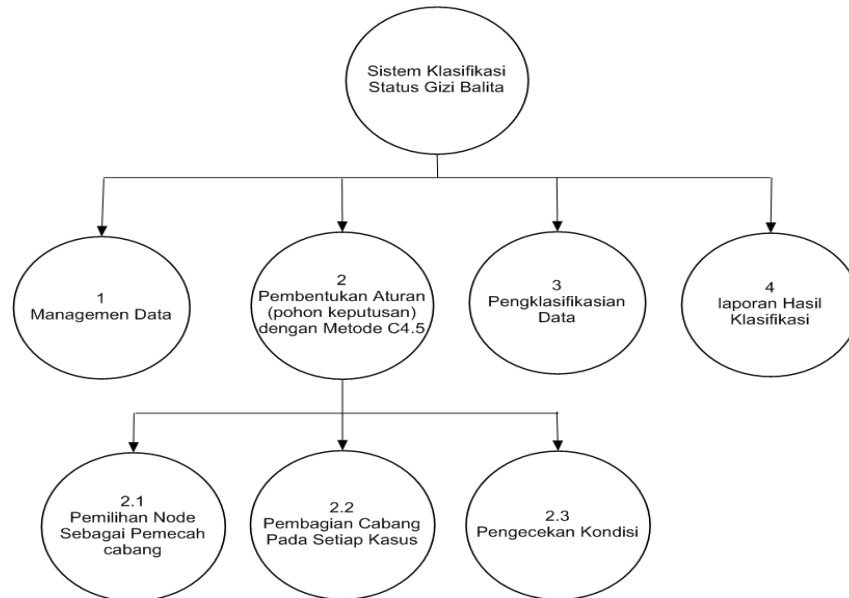 Sistem Klasifikasi
Status Gizi Balita
1
Managemen Data
2
Pembentukan Aturan
(pohon keputusan)
dengan Metode C4.5
3
Pengklasifikasian
Data
4
laporan Hasil
Klasifikasi
2.1
Pemilihan Node
Sebagai Pemecah
cabang
2.2
Pembagian Cabang
Pada Setiap Kasus
2.3
Pengecekan Kondisi